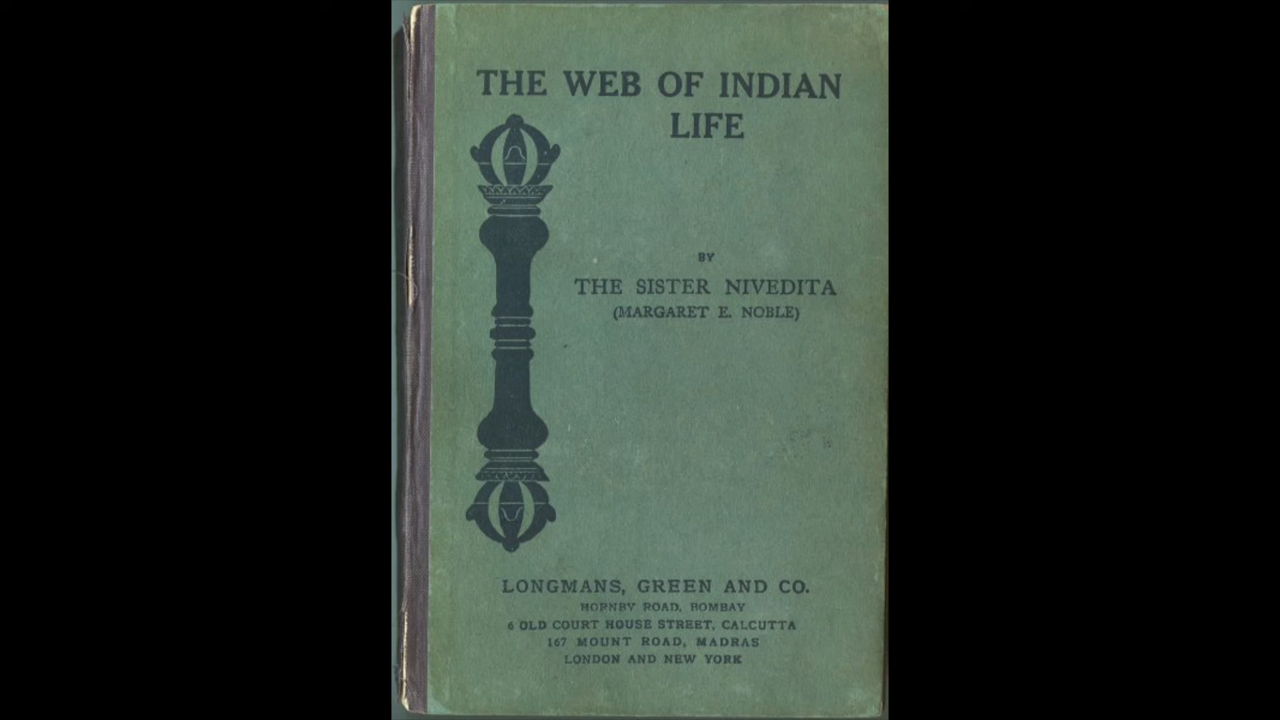 THE WEB OF INDIAN
LIFE
BY
THE SISTER NIVEDITA
(MARGARET E. NOBLE)
LONGMANS, GREEN AND CO.
HORNBY ROAD, BOMBAY
6 OLD COURT HOUSE STREET, CALCUTTA
167 MOUNT ROAD, MADRAS
LONDON AND NEW YORK